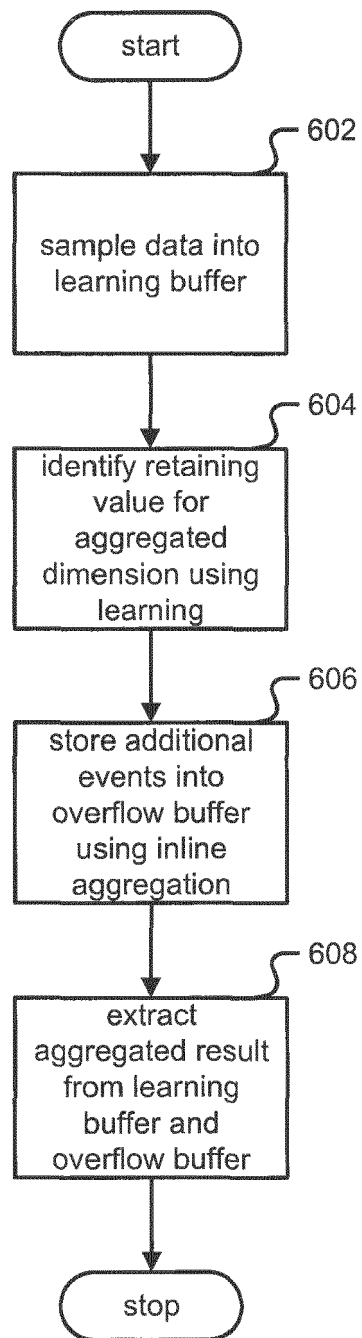 start
602
sample data into
learning buffer
604
identify retaining
value for
aggregated
dimension using
learning
606
store additional
events into
overflow buffer
using inline
aggregation
608
extract
aggregated result
from learning
buffer and
overflow buffer
stop